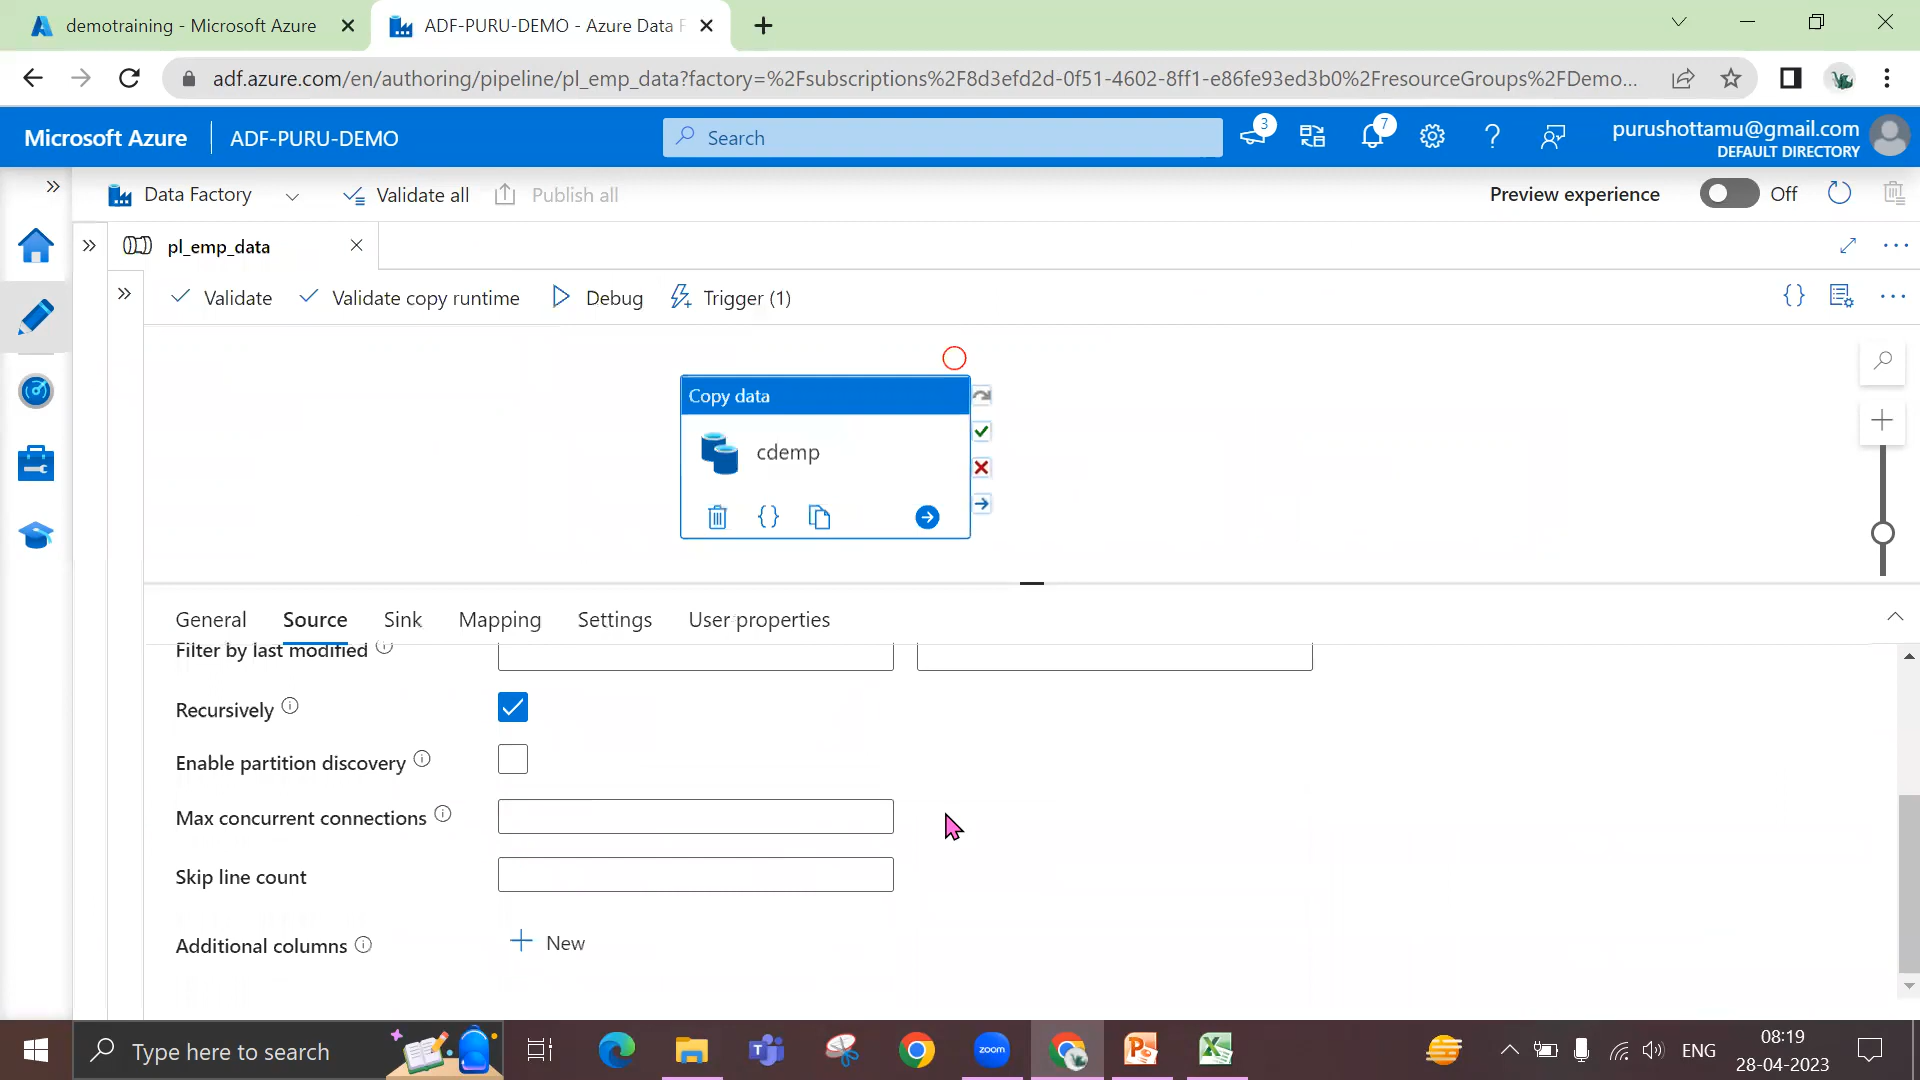 demotraining - Microsoft Azure
ADF-PURU-DEMO - Azure Data F
adf.azure.com/en/authoring/pipeline/pl_emp_data?factory=%2Fsubscriptions%2F8d3efd2d-0f51-4602-8ff1-e86fe93ed3b0%2FresourceGroups%2FDemo...
Microsoft Azure
ADF-PURU-DEMO
Search
3
7
purushottamu@gmail.com
DEFAULT DIRECTORY
Data Factory
Validate all
Publish all
Preview experience
Off
pl_emp_data
Validate
Validate copy runtime
Debug
Trigger (1)
Copy data
cdemp
General
Source
Sink
Mapping
Settings
User properties
Filter by last modified
Recursively
Enable partition discovery
Max concurrent connections
Skip line count
Additional columns
New
Type here to search
zoom
ENG
08:19
28-04-2023